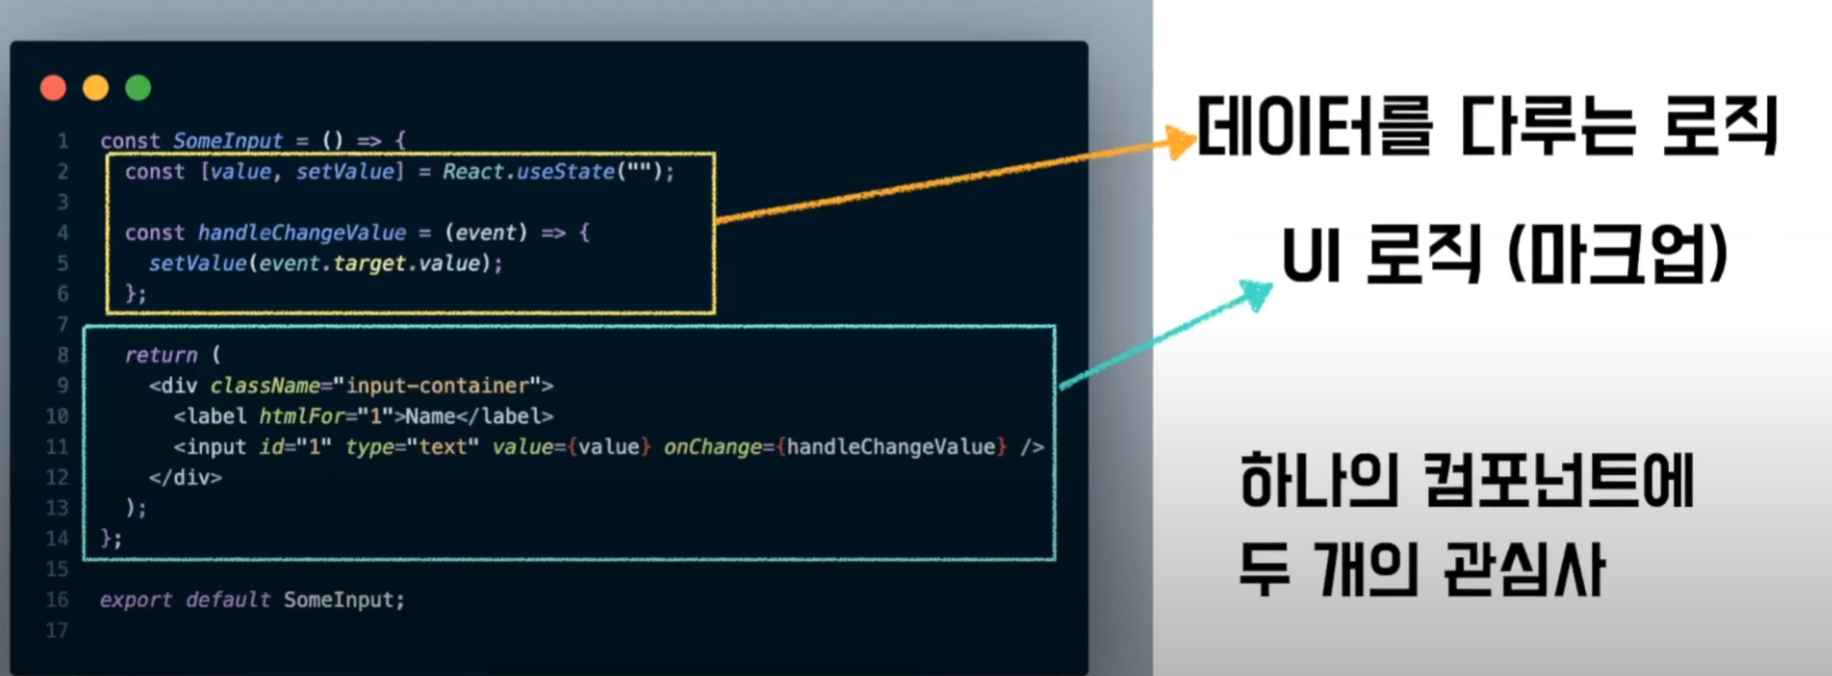 1 const SomeInput = () => {
2 const [value, setValue] = React.useState("");
3
4 const handleChangeValue = (event) => {
5 setValue(event.target.value);
6 };
7
8 return (
9 <div className="input-container">
10 <label htmlFor="1">Name</label>
11 <input id="1" type="text" value={value} onChange={handleChangeValue} />
12 </div>
13 );
14 };
15
16 export default SomeInput;
17
데이터를 다루는 로직
UI 로직 (마크업)
하나의 컴포넌트에
두 개의 관심사